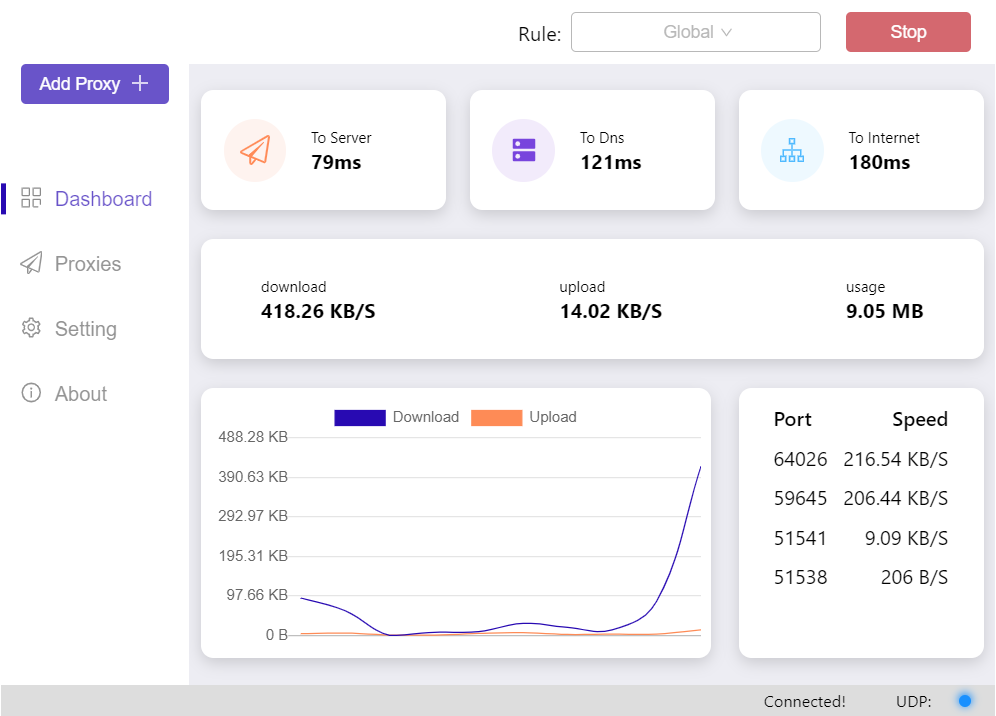 Rule: Global Stop
Add Proxy
Dashboard
Proxies
Setting
About
To Server
79ms
To Dns
121ms
To Internet
180ms
download
418.26 KB/S
upload
14.02 KB/S
usage
9.05 MB
Download Upload
488.28 KB
390.63 KB
292.97 KB
195.31 KB
97.66 KB
0 B
Port Speed
64026 216.54 KB/S
59645 206.44 KB/S
51541 9.09 KB/S
51538 206 B/S
Connected! UDP: